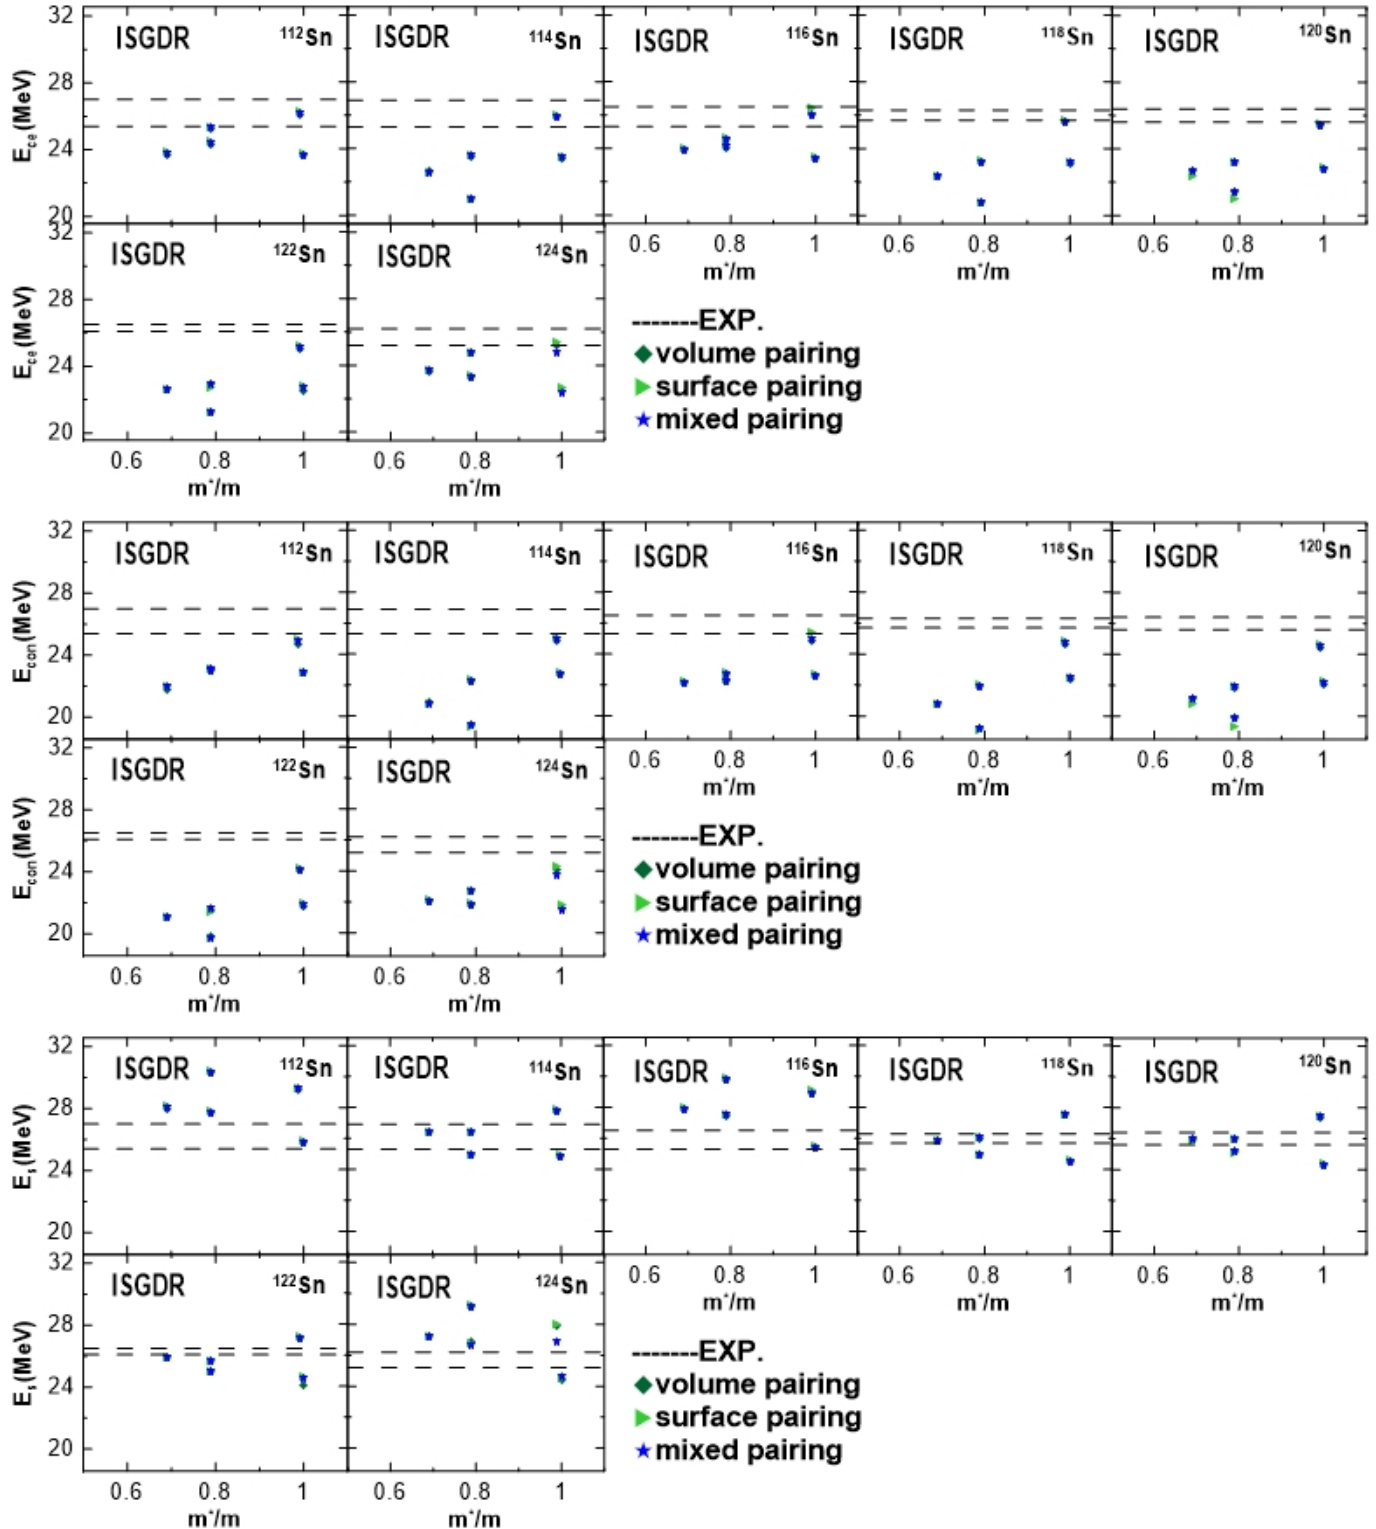 32
28
24
20
E_ce(MeV)
ISGDR ¹¹²Sn
ISGDR ¹¹⁴Sn
ISGDR ¹¹⁶Sn
ISGDR ¹¹⁸Sn
ISGDR ¹²⁰Sn
0.6 0.8 1
m*/m
0.6 0.8 1
m*/m
0.6 0.8 1
m*/m
32
28
24
20
E_ce(MeV)
ISGDR ¹²²Sn
ISGDR ¹²⁴Sn
0.6 0.8 1
m*/m
0.6 0.8 1
m*/m
-------EXP.
volume pairing
surface pairing
mixed pairing
32
28
24
20
E_con(MeV)
ISGDR ¹¹²Sn
ISGDR ¹¹⁴Sn
ISGDR ¹¹⁶Sn
ISGDR ¹¹⁸Sn
ISGDR ¹²⁰Sn
0.6 0.8 1
m*/m
0.6 0.8 1
m*/m
0.6 0.8 1
m*/m
32
28
24
20
E_con(MeV)
ISGDR ¹²²Sn
ISGDR ¹²⁴Sn
0.6 0.8 1
m*/m
0.6 0.8 1
m*/m
-------EXP.
volume pairing
surface pairing
mixed pairing
32
28
24
20
E_s(MeV)
ISGDR ¹¹²Sn
ISGDR ¹¹⁴Sn
ISGDR ¹¹⁶Sn
ISGDR ¹¹⁸Sn
ISGDR ¹²⁰Sn
0.6 0.8 1
m*/m
0.6 0.8 1
m*/m
0.6 0.8 1
m*/m
32
28
24
20
E_s(MeV)
ISGDR ¹²²Sn
ISGDR ¹²⁴Sn
0.6 0.8 1
m*/m
0.6 0.8 1
m*/m
-------EXP.
volume pairing
surface pairing
mixed pairing